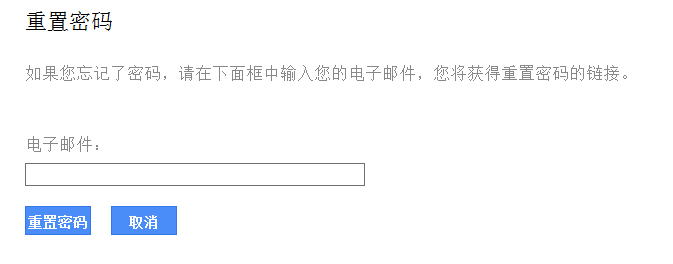 重置密码
如果您忘记了密码，请在下面框中输入您的电子邮件，您将获得重置密码的链接。
电子邮件：
重置密码 取消